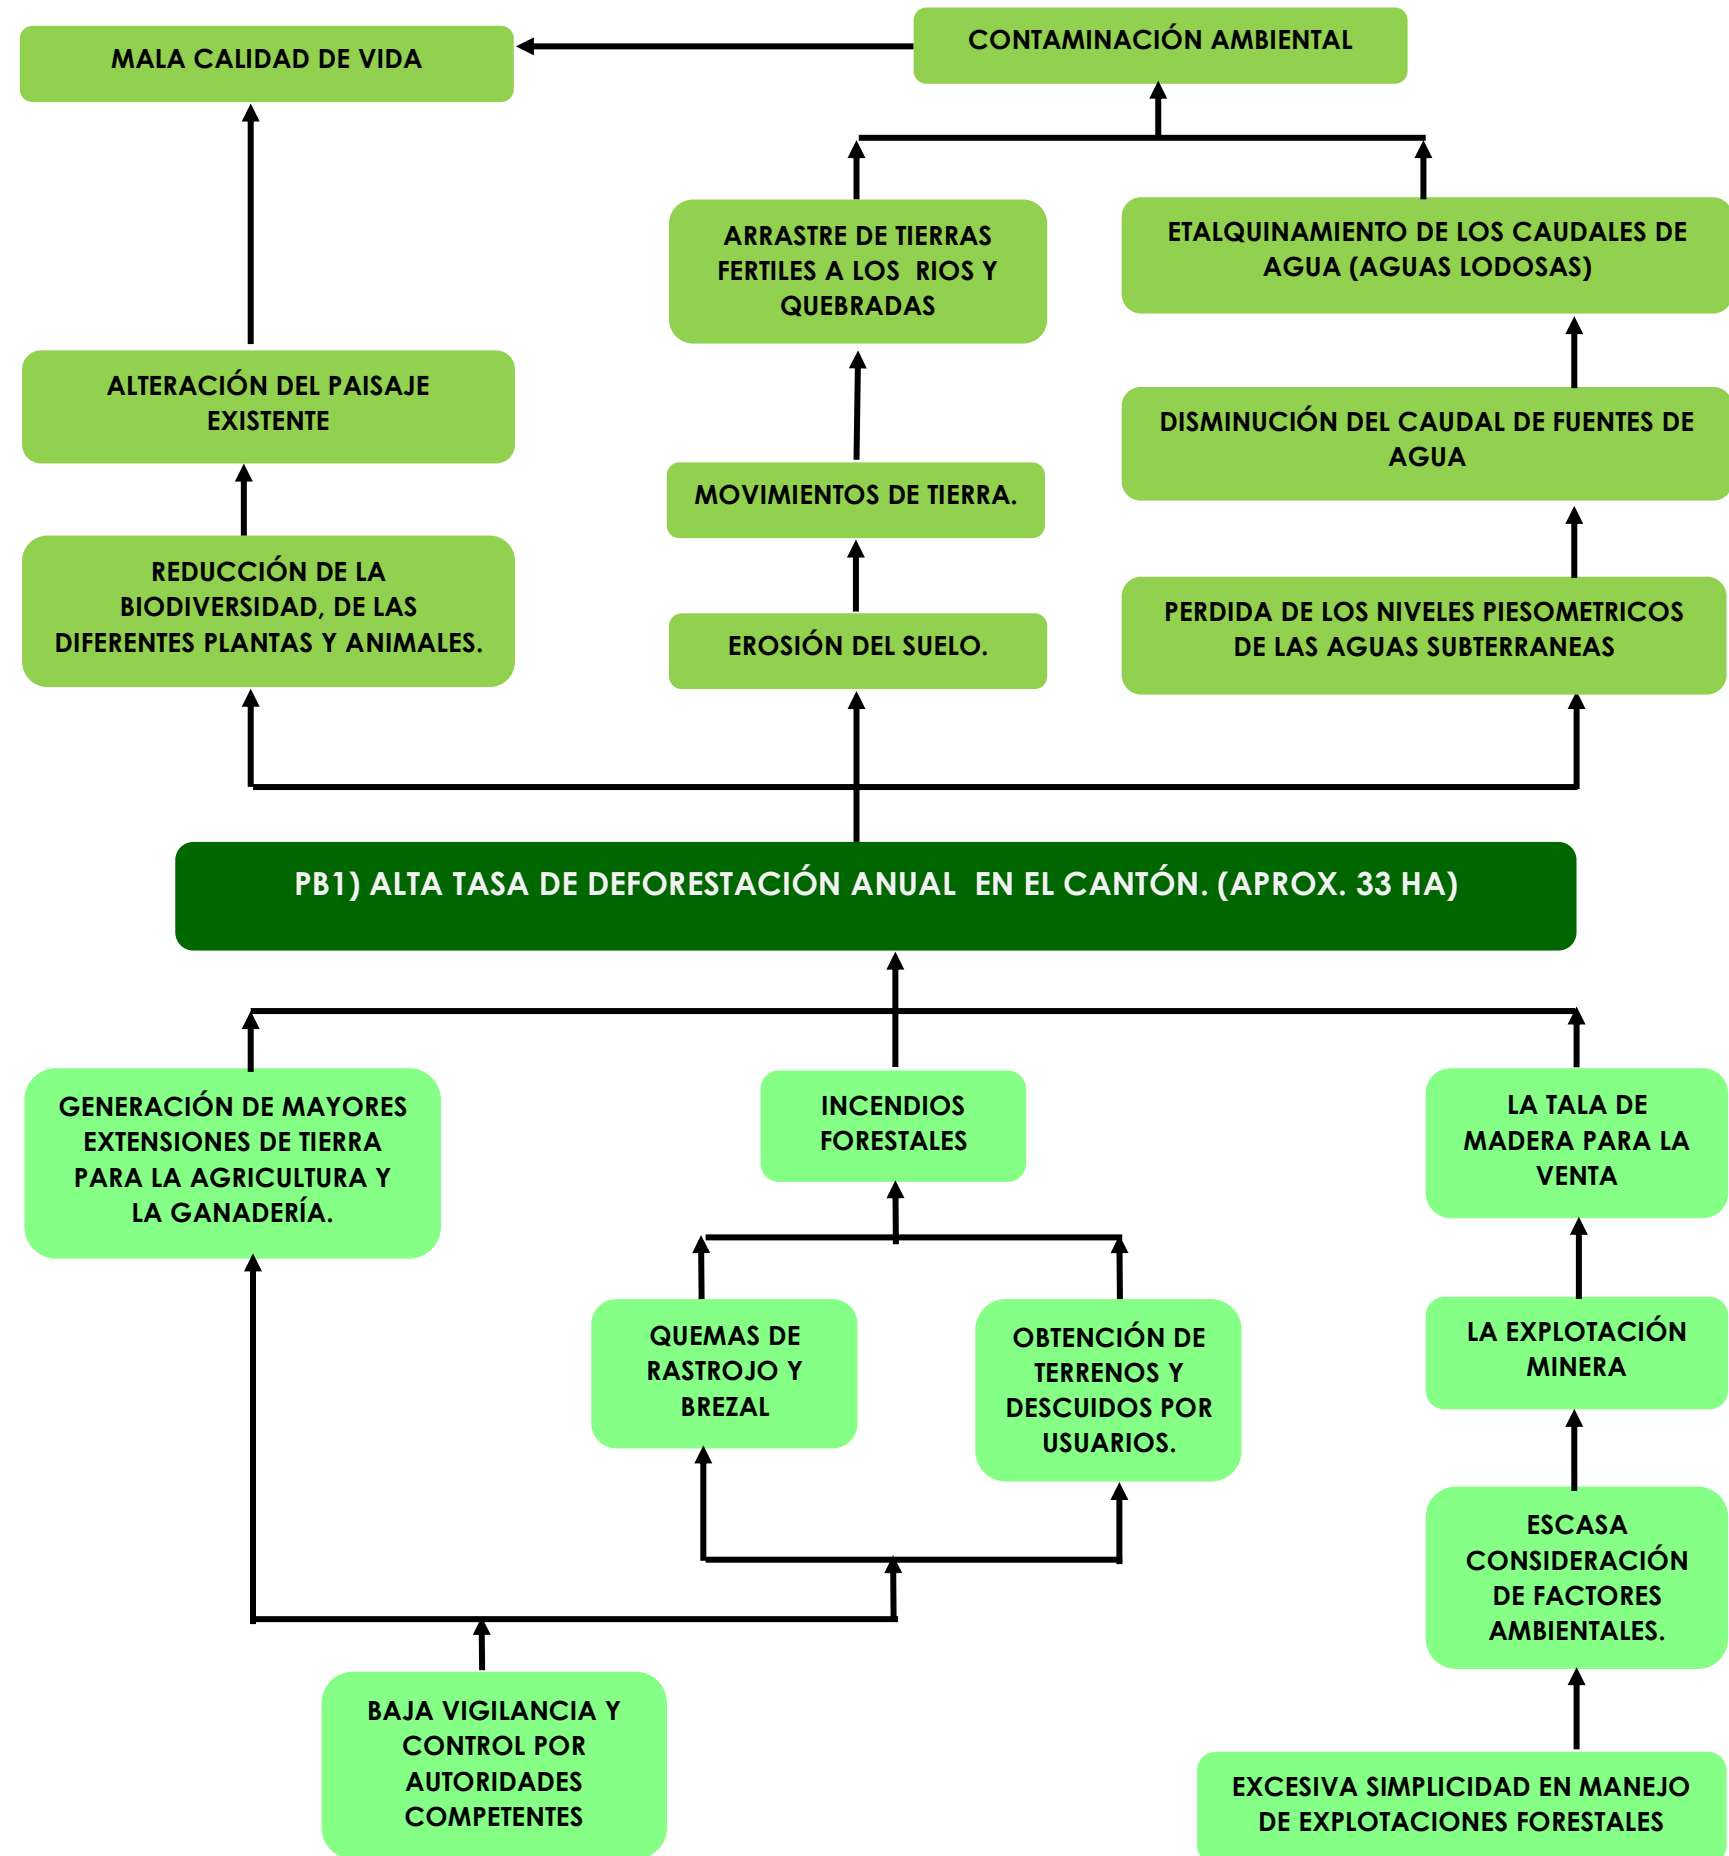 MALA CALIDAD DE VIDA
CONTAMINACIÓN AMBIENTAL
ARRASTRE DE TIERRAS
FERTILES A LOS  RIOS Y
QUEBRADAS
ETALQUINAMIENTO DE LOS CAUDALES DE
AGUA (AGUAS LODOSAS)
ALTERACIÓN DEL PAISAJE
EXISTENTE
DISMINUCIÓN DEL CAUDAL DE FUENTES DE
AGUA
MOVIMIENTOS DE TIERRA.
REDUCCIÓN DE LA
BIODIVERSIDAD, DE LAS
DIFERENTES PLANTAS Y ANIMALES.
EROSIÓN DEL SUELO.
PERDIDA DE LOS NIVELES PIESOMETRICOS
DE LAS AGUAS SUBTERRANEAS
PB1) ALTA TASA DE DEFORESTACIÓN ANUAL  EN EL CANTÓN. (APROX. 33 HA)
GENERACIÓN DE MAYORES
EXTENSIONES DE TIERRA
PARA LA AGRICULTURA Y
LA GANADERÍA.
INCENDIOS
FORESTALES
LA TALA DE
MADERA PARA LA
VENTA
QUEMAS DE
RASTROJO Y
BREZAL
OBTENCIÓN DE
TERRENOS Y
DESCUIDOS POR
USUARIOS.
LA EXPLOTACIÓN
MINERA
ESCASA
CONSIDERACIÓN
DE FACTORES
AMBIENTALES.
BAJA VIGILANCIA Y
CONTROL POR
AUTORIDADES
COMPETENTES
EXCESIVA SIMPLICIDAD EN MANEJO
DE EXPLOTACIONES FORESTALES